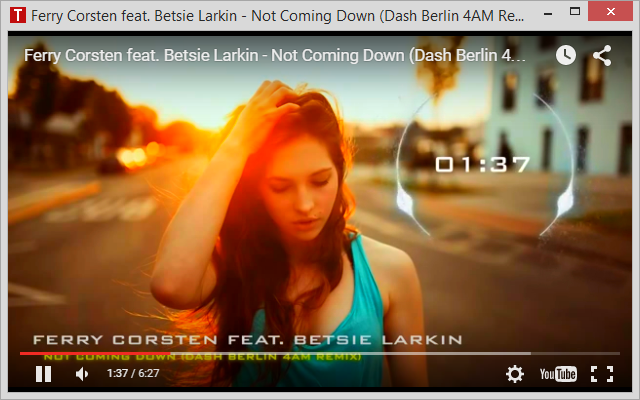 T Ferry Corsten feat. Betsie Larkin - Not Coming Down (Dash Berlin 4AM Re...
Ferry Corsten feat. Betsie Larkin - Not Coming Down (Dash Berlin 4...
01:37
FERRY CORSTEN FEAT. BETSIE LARKIN
NOT COMING DOWN (DASH BERLIN 4AM REMIX)
1:37 / 6:27
YouTube